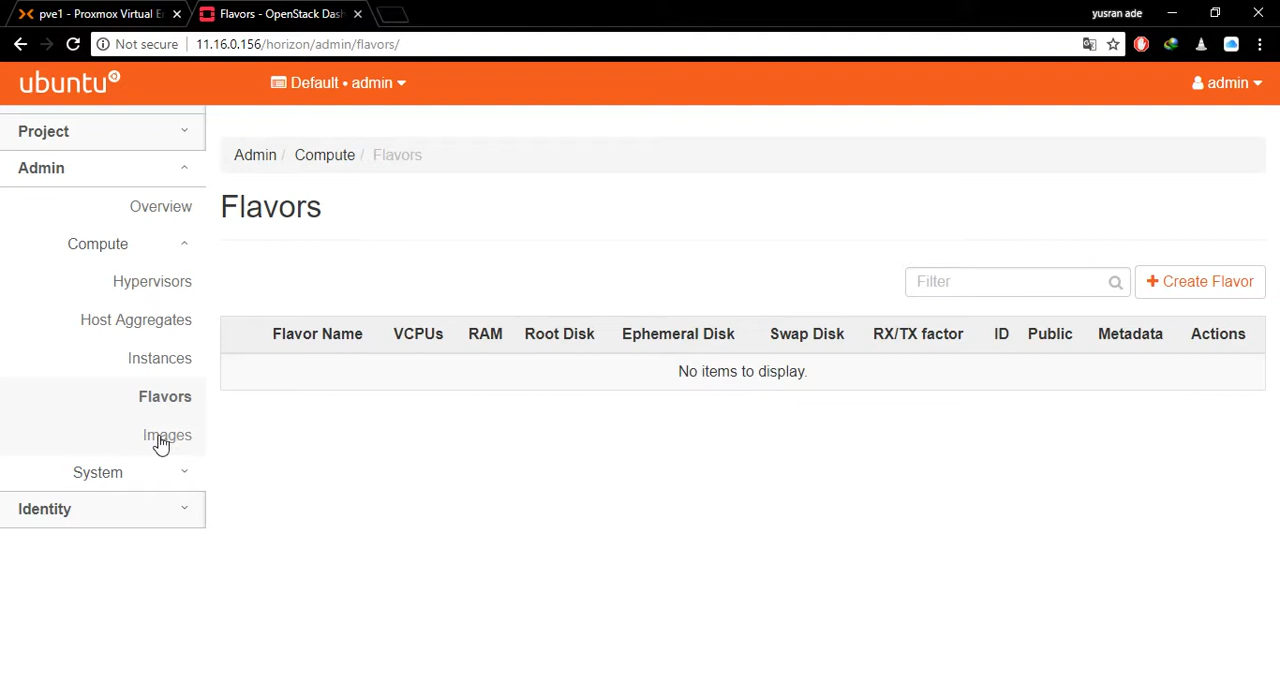 pve1 - Proxmox Virtual E
Flavors - OpenStack Das
yusran ade
Not secure
11.16.0.156/horizon/admin/flavors/
ubuntu
Default • admin
admin
Project
Admin
Overview
Compute
Hypervisors
Host Aggregates
Instances
Flavors
Images
System
Identity
Admin / Compute / Flavors
Flavors
Filter
Create Flavor
Flavor Name VCPUs RAM Root Disk Ephemeral Disk Swap Disk RX/TX factor ID Public Metadata Actions
No items to display.